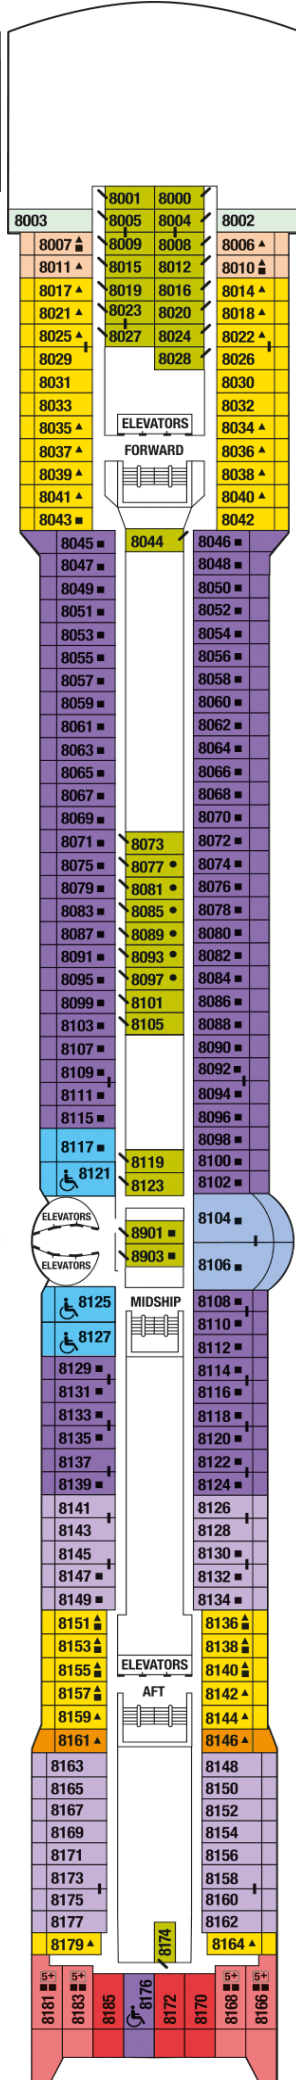 8001 8000
8003 8005 8004 8002
8007 ▲■ 8009 8008 8006 ▲
8011 ▲ 8015 8012 8010 ▲■
8017 ▲ 8019 8016 8014 ▲
8021 ▲ 8023 8020 8018 ▲
8025 ▲ 8027 8024 8022 ▲
8029 8028 8026
8031 8030
8033 8032
8035 ▲ ELEVATORS 8034 ▲
8037 ▲ FORWARD 8036 ▲
8039 ▲ 8038 ▲
8041 ▲ 8040 ▲
8043 ■ 8042
8045 ■ 8044 8046 ■
8047 ■ 8048 ■
8049 ■ 8050 ■
8051 ■ 8052 ■
8053 ■ 8054 ■
8055 ■ 8056 ■
8057 ■ 8058 ■
8059 ■ 8060 ■
8061 ■ 8062 ■
8063 ■ 8064 ■
8065 ■ 8066 ■
8067 ■ 8068 ■
8069 ■ 8070 ■
8071 ■ 8073 8072 ■
8075 ■ 8077 ● 8074 ■
8079 ■ 8081 ● 8076 ■
8083 ■ 8085 ● 8078 ■
8087 ■ 8089 ● 8080 ■
8091 ■ 8093 ● 8082 ■
8095 ■ 8097 ● 8084 ■
8099 ■ 8101 8086 ■
8103 ■ 8105 8088 ■
8107 ■ 8090 ■
8109 ■ 8092 ■
8111 ■ 8094 ■
8115 ■ 8096 ■
8117 ■ 8098 ■
8119 8100 ■
8121 8123 8102 ■
ELEVATORS 8104 ■
8901 ■
8903 ■
ELEVATORS 8106 ■
8125 MIDSHIP 8108 ■
8110 ■
8127 8112 ■
8129 ■ 8114 ■
8131 ■ 8116 ■
8133 ■ 8118 ■
8135 ■ 8120 ■
8137 8122 ■
8139 ■ 8124 ■
8141 8126
8143 8128
8145 8130 ■
8147 ■ 8132 ■
8149 ■ 8134 ■
8151 ▲■ 8136 ▲■
8153 ▲■ 8138 ▲■
8155 ▲■ ELEVATORS 8140 ▲■
8157 ▲■ AFT 8142 ▲
8159 ▲ 8144 ▲
8161 ▲ 8146 ▲
8163 8148
8165 8150
8167 8152
8169 8154
8171 8156
8173 8158
8175 8160
8177 8162
8179 ▲ 8174 8164 ▲
5+ 5+ 5+ 5+
8181 ■■ 8183 ■■ 8185 8176 8172 8170 8168 ■■ 8166 ■■